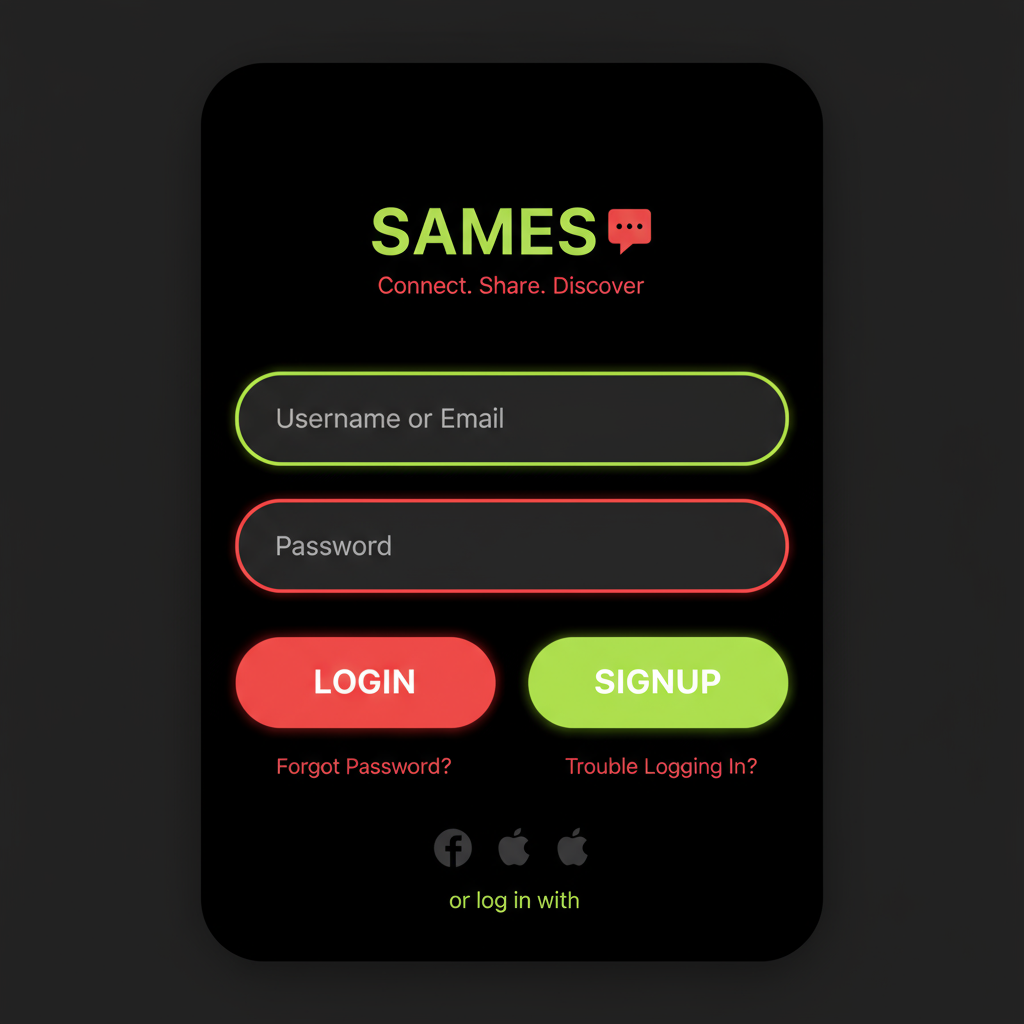 SAMES
Connect. Share. Discover
Username or Email
Password
LOGIN
SIGNUP
Forgot Password?
Trouble Logging In?
or log in with